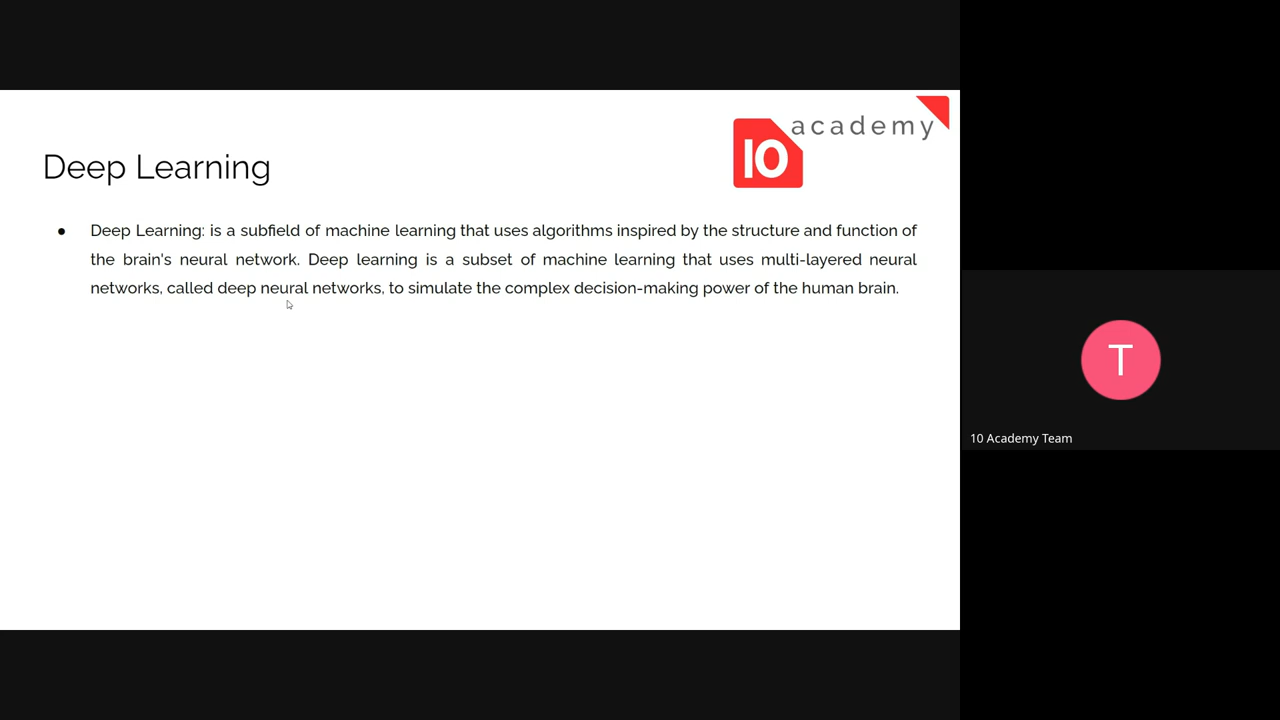 10 academy
Deep Learning
● Deep Learning: is a subfield of machine learning that uses algorithms inspired by the structure and function of
the brain's neural network. Deep learning is a subset of machine learning that uses multi-layered neural
networks, called deep neural networks, to simulate the complex decision-making power of the human brain.
T
10 Academy Team